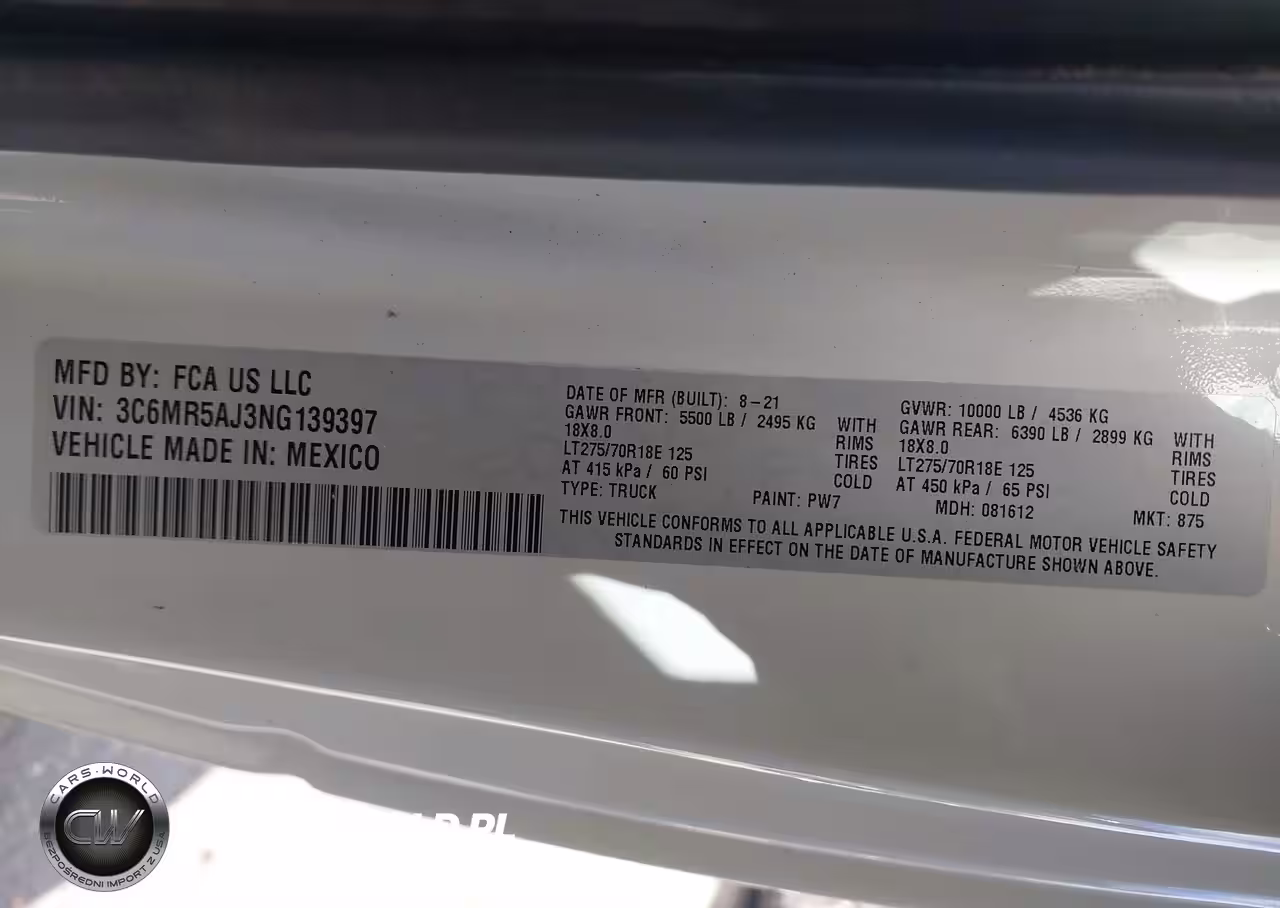 MFD BY: FCA US LLC
VIN: 3C6MR5AJ3NG139397
VEHICLE MADE IN: MEXICO
DATE OF MFR (BUILT): 8-21
GAWR FRONT: 5500 LB / 2495 KG WITH
18X8.0 RIMS
LT275/70R18E 125 TIRES
AT 415 kPa / 60 PSI COLD
TYPE: TRUCK PAINT: PW7
GVWR: 10000 LB / 4536 KG
GAWR REAR: 6390 LB / 2899 KG WITH
18X8.0 RIMS
LT275/70R18E 125 TIRES
AT 450 kPa / 65 PSI COLD
MDH: 081612 MKT: 875
THIS VEHICLE CONFORMS TO ALL APPLICABLE U.S.A. FEDERAL MOTOR VEHICLE SAFETY
STANDARDS IN EFFECT ON THE DATE OF MANUFACTURE SHOWN ABOVE.
CARS-WORLD
CW
BEZPOŚREDNI IMPORT Z USA